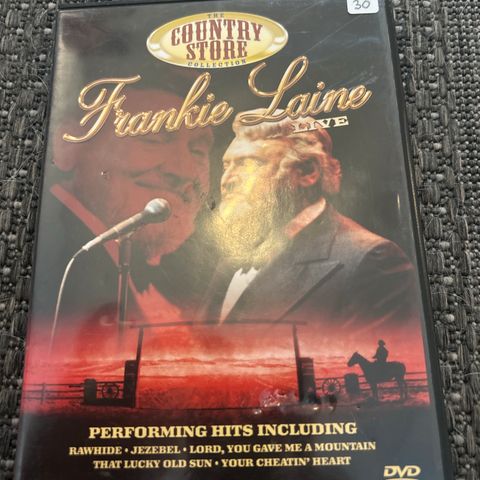 30
THE
COUNTRY
STORE
COLLECTION
Frankie Laine
LIVE
PERFORMING HITS INCLUDING
RAWHIDE • JEZEBEL • LORD, YOU GAVE ME A MOUNTAIN
THAT LUCKY OLD SUN • YOUR CHEATIN' HEART
DVD